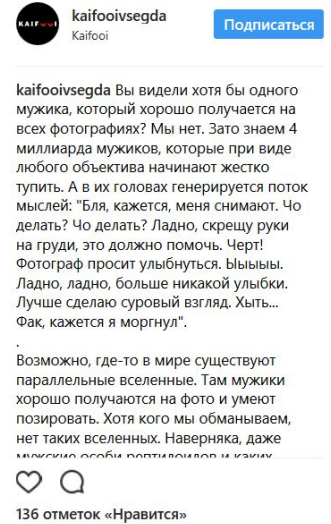 KAIFOOI
kaifooivsegda
Kaifooi
Подписаться
kaifooivsegda Вы видели хотя бы одного
мужика, который хорошо получается на
всех фотографиях? Мы нет. Зато знаем 4
миллиарда мужиков, которые при виде
любого объектива начинают жестко
тупить. А в их головах генерируется поток
мыслей: "Бля, кажется, меня снимают. Чо
делать? Чо делать? Ладно, скрещу руки
на груди, это должно помочь. Черт!
Фотограф просит улыбнуться. Ыыыыы.
Ладно, ладно, больше никакой улыбки.
Лучше сделаю суровый взгляд. Хыть...
Фак, кажется я моргнул".
.
Возможно, где-то в мире существуют
параллельные вселенные. Там мужики
хорошо получаются на фото и умеют
позировать. Хотя кого мы обманываем,
нет таких вселенных. Наверняка, даже
мужские особи рептилоидов и каких
136 отметок «Нравится»